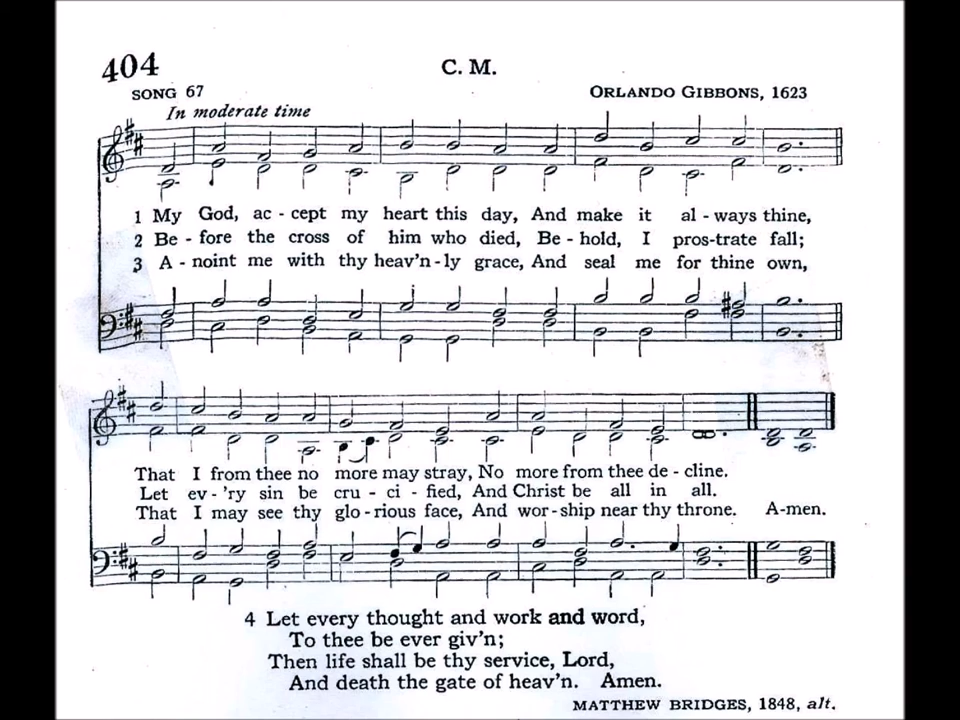 404
C. M.
SONG 67
ORLANDO GIBBONS, 1623
In moderate time
1 My God, ac - cept my heart this day, And make it al - ways thine,
2 Be - fore the cross of him who died, Be - hold, I pros-trate fall;
3 A - noint me with thy heav'n - ly grace, And seal me for thine own,
That I from thee no more may stray, No more from thee de - cline.
Let ev - 'ry sin be cru - ci - fied, And Christ be all in all.
That I may see thy glo - rious face, And wor - ship near thy throne. A-men.
4 Let every thought and work and word,
To thee be ever giv'n;
Then life shall be thy service, Lord,
And death the gate of heav'n. Amen.
MATTHEW BRIDGES, 1848, alt.